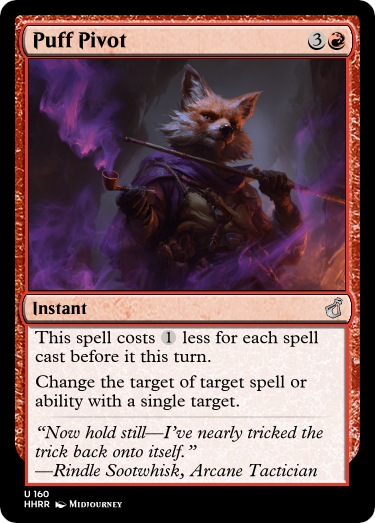 Puff Pivot 3
Instant
This spell costs 1 less for each spell
cast before it this turn.
Change the target of target spell or
ability with a single target.
“Now hold still—I’ve nearly tricked the
trick back onto itself.”
—Rindle Sootwhisk, Arcane Tactician
U 160
HHRR Midjourney